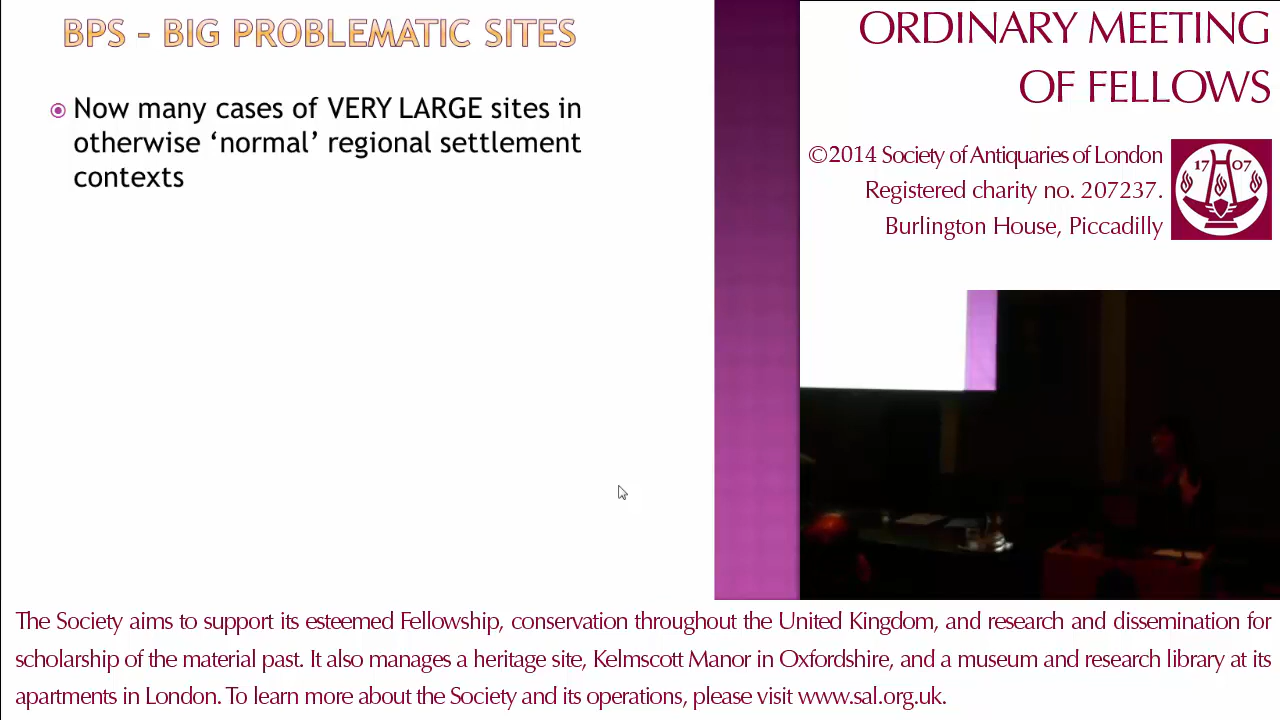 BPS - BIG PROBLEMATIC SITES
Now many cases of VERY LARGE sites in
otherwise ‘normal’ regional settlement
contexts
ORDINARY MEETING
OF FELLOWS
©2014 Society of Antiquaries of London
Registered charity no. 207237.
Burlington House, Piccadilly
17 07
The Society aims to support its esteemed Fellowship, conservation throughout the United Kingdom, and research and dissemination for
scholarship of the material past. It also manages a heritage site, Kelmscott Manor in Oxfordshire, and a museum and research library at its
apartments in London. To learn more about the Society and its operations, please visit www.sal.org.uk.